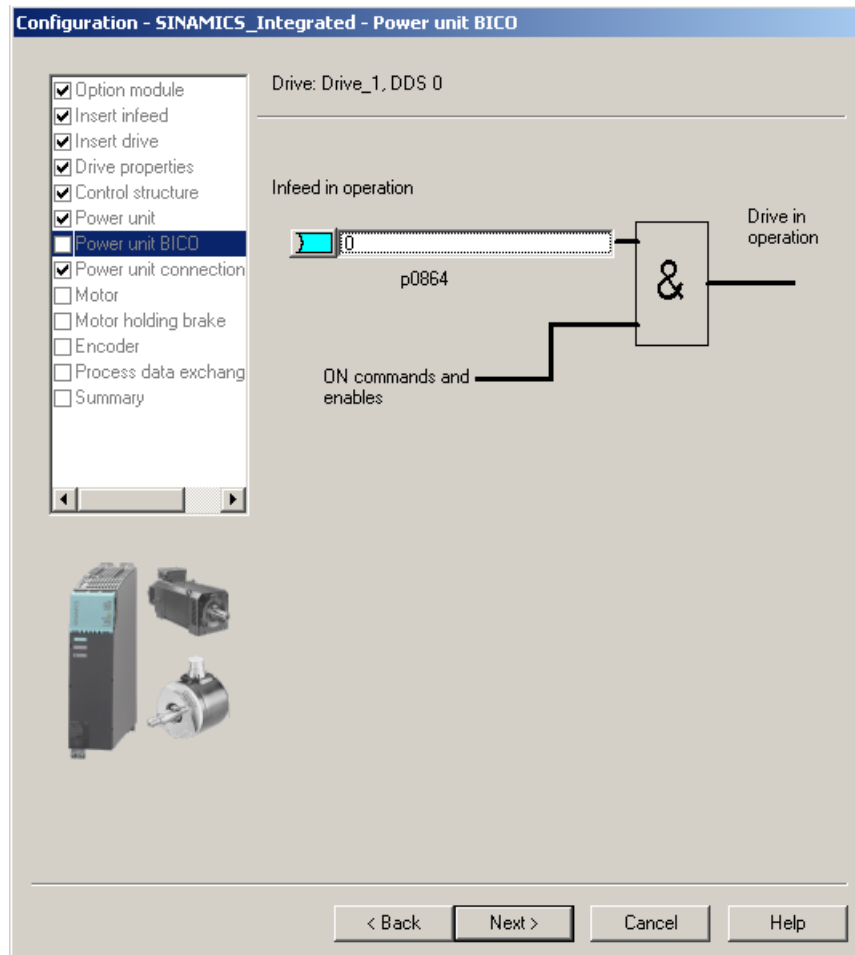 Configuration - SINAMICS_Integrated - Power unit BICO
Option module
Insert infeed
Insert drive
Drive properties
Control structure
Power unit
Power unit BICO
Power unit connection
Motor
Motor holding brake
Encoder
Process data exchang
Summary
Drive: Drive_1, DDS 0
Infeed in operation
0
p0864
&
Drive in
operation
ON commands and
enables
< Back
Next >
Cancel
Help